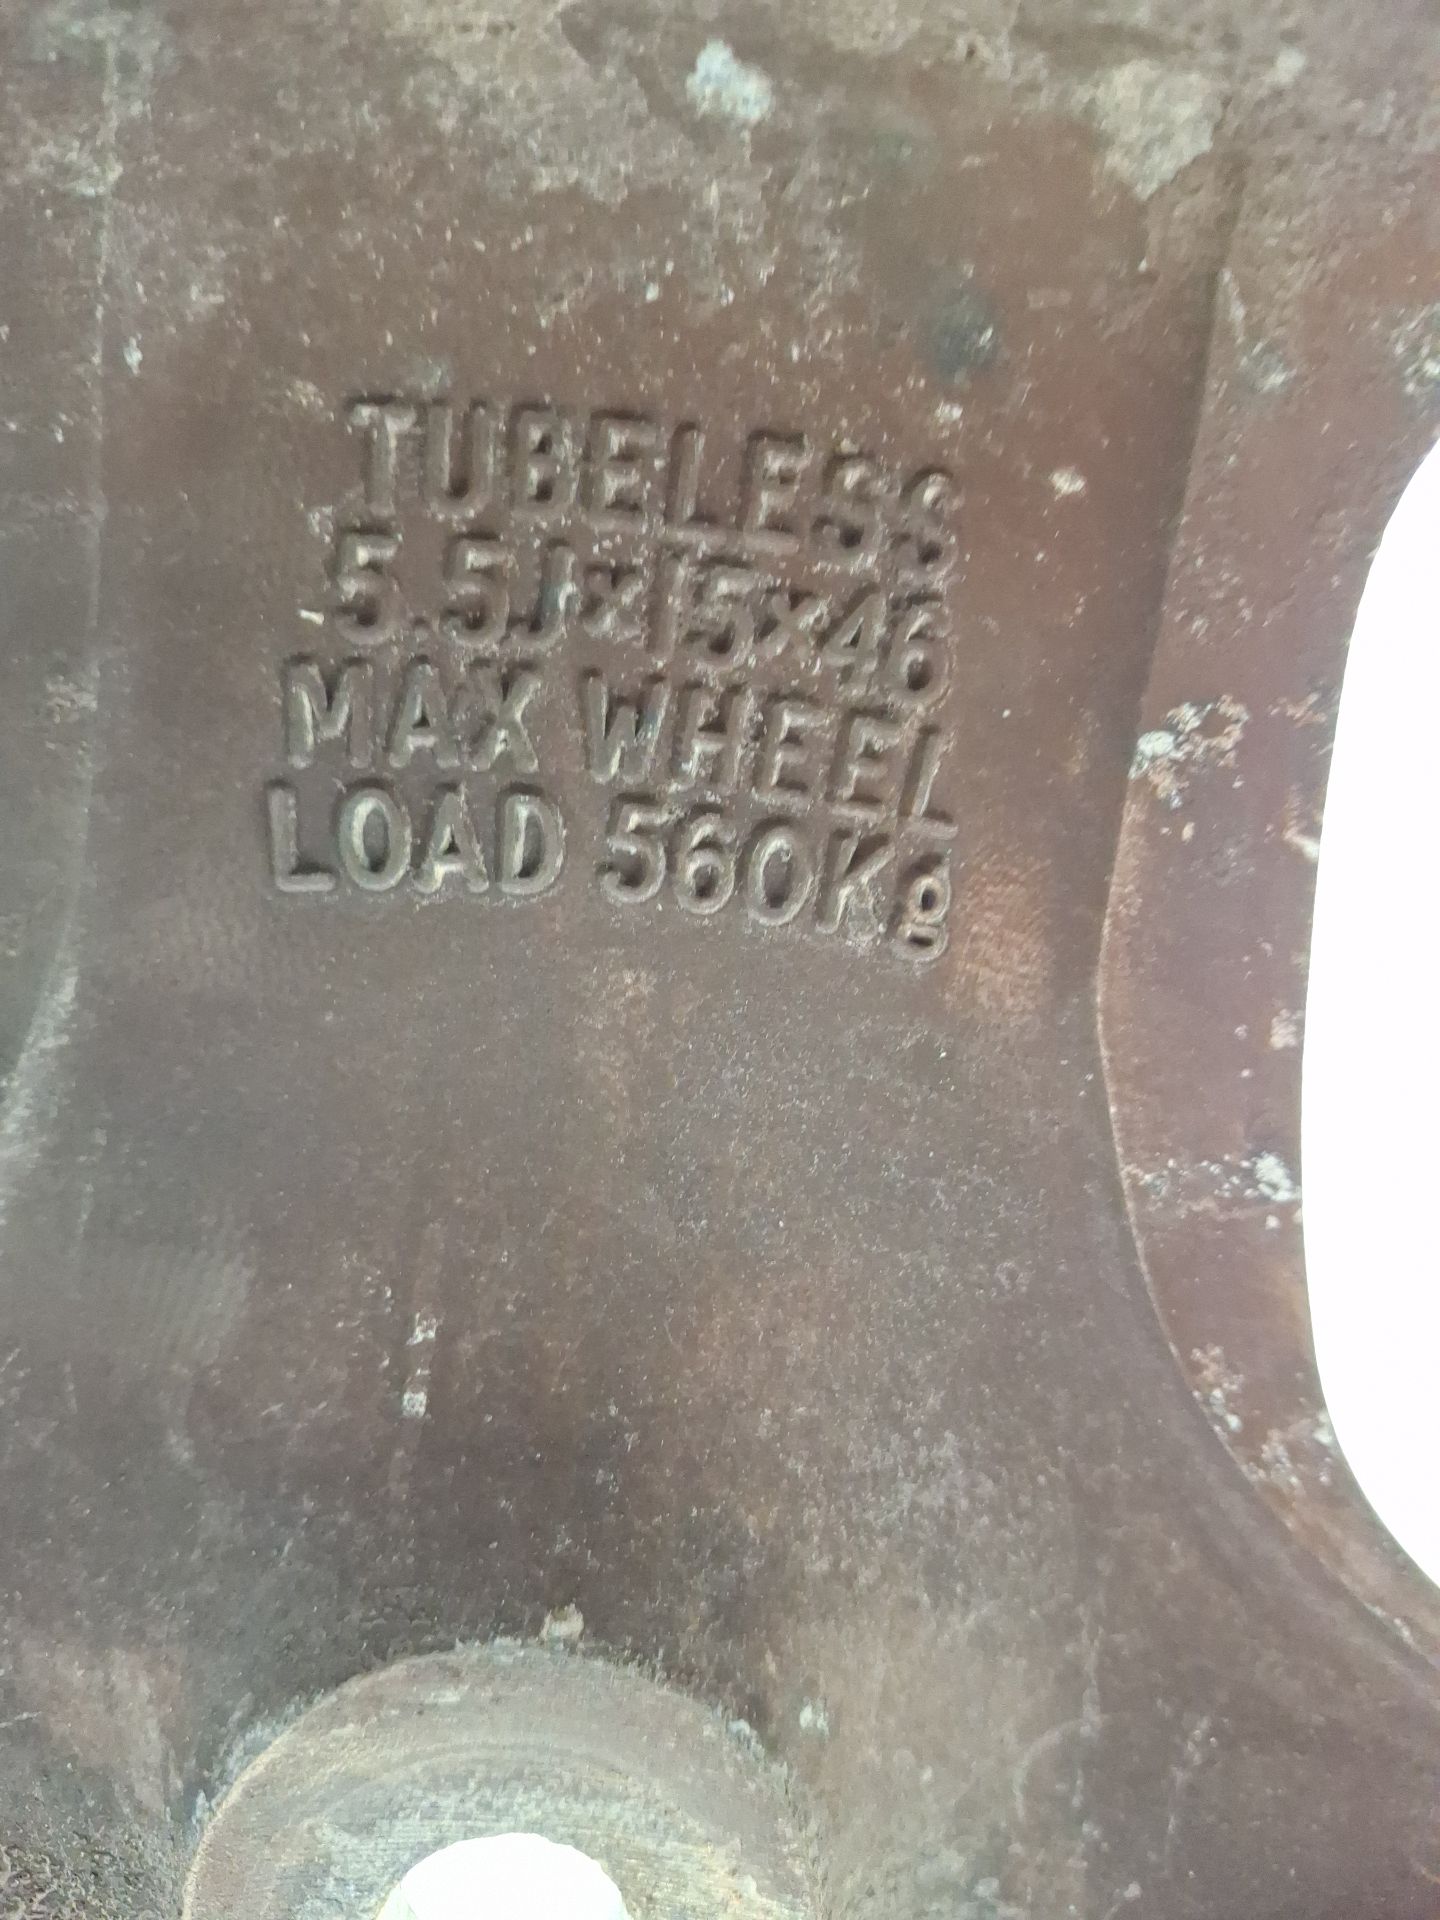 TUBELESS
5.5J×15×46
MAX WHEEL
LOAD 560Kg